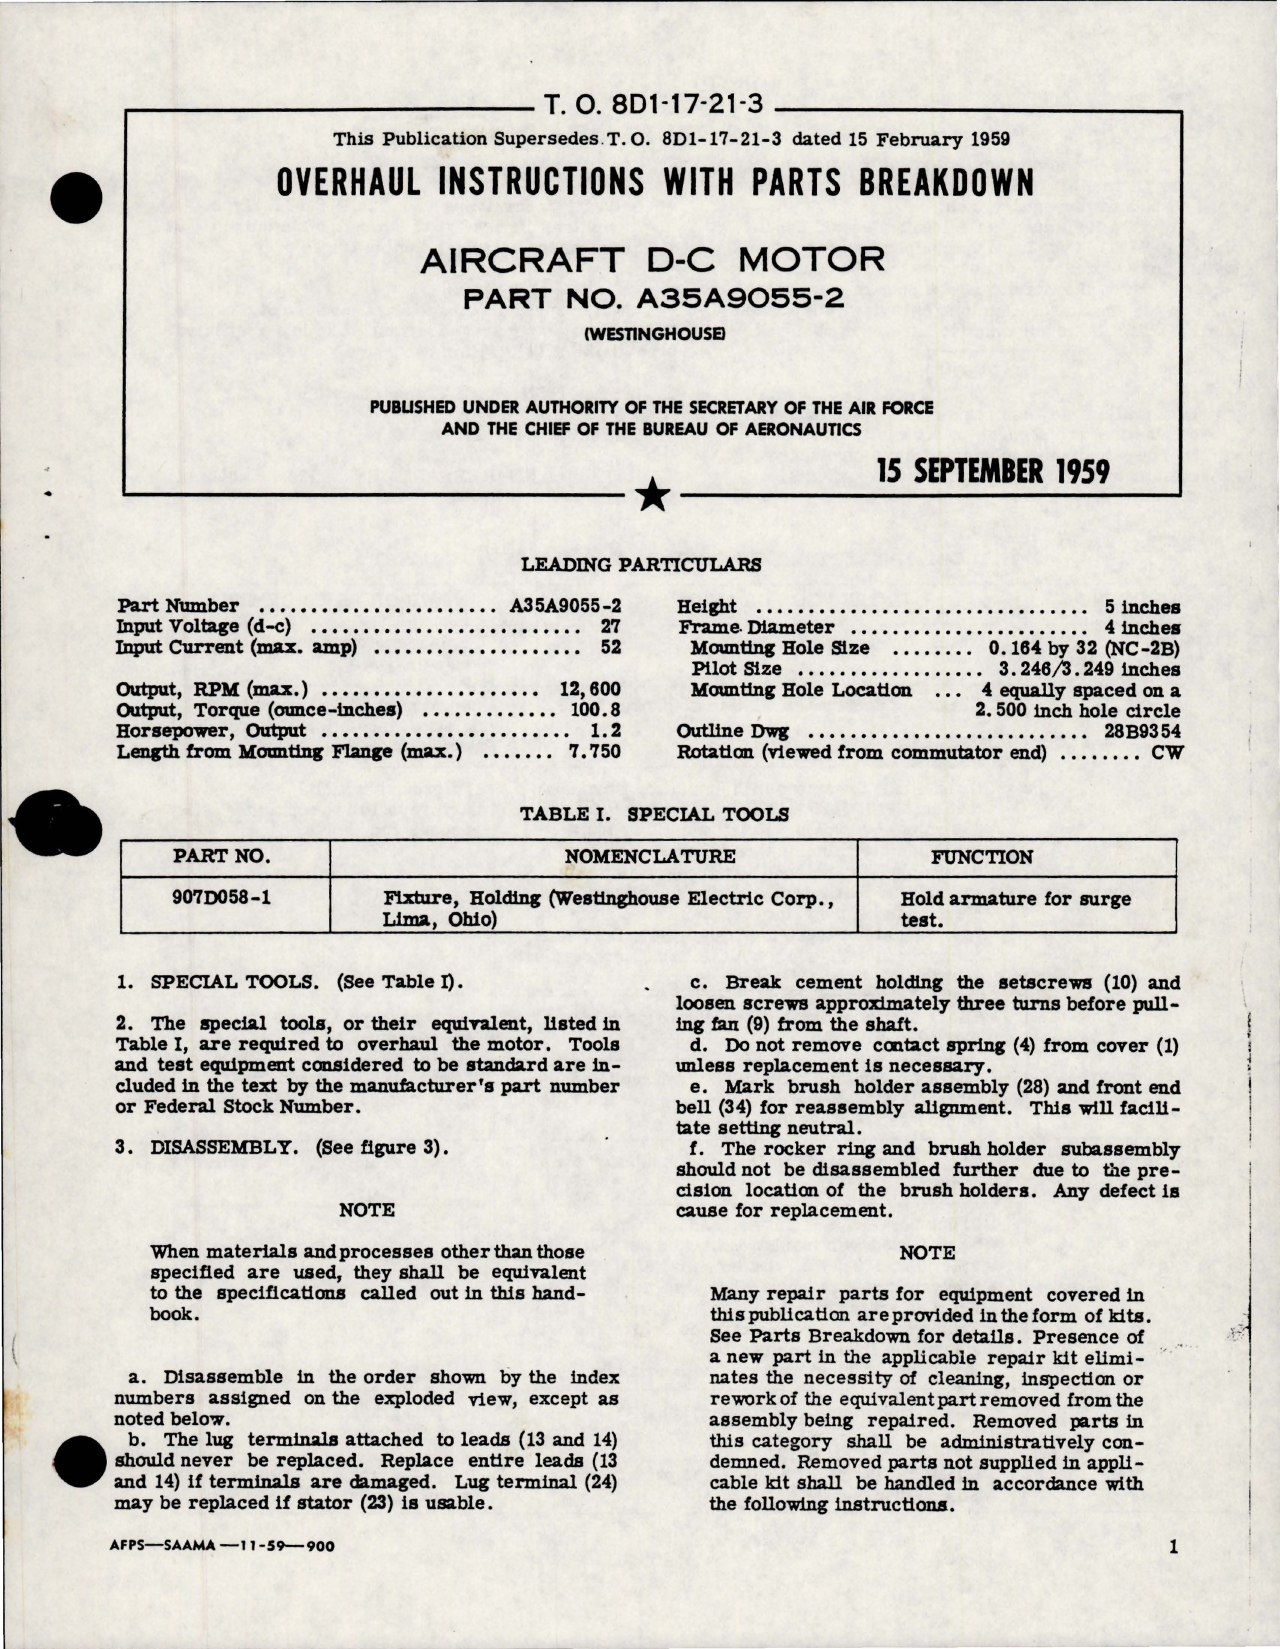 T. O. 8D1-17-21-3
This Publication Supersedes T. O. 8D1-17-21-3 dated 15 February 1959
OVERHAUL INSTRUCTIONS WITH PARTS BREAKDOWN
AIRCRAFT D-C MOTOR
PART NO. A35A9055-2
(WESTINGHOUSE)
PUBLISHED UNDER AUTHORITY OF THE SECRETARY OF THE AIR FORCE
AND THE CHIEF OF THE BUREAU OF AERONAUTICS
15 SEPTEMBER 1959
LEADING PARTICULARS
Part Number ....................... A35A9055-2
Input Voltage (d-c) .......................... 27
Input Current (max. amp) .................... 52
Output, RPM (max.) ..................... 12,600
Output, Torque (ounce-inches) ............. 100.8
Horsepower, Output ........................ 1.2
Length from Mounting Flange (max.) ....... 7.750
Height ................................ 5 inches
Frame Diameter ....................... 4 inches
Mounting Hole Size ........ 0.164 by 32 (NC-2B)
Pilot Size .................. 3.246/3.249 inches
Mounting Hole Location ... 4 equally spaced on a
2.500 inch hole circle
Outline Dwg ........................... 28B9354
Rotation (viewed from commutator end) ........ CW
TABLE I. SPECIAL TOOLS
PART NO. NOMENCLATURE FUNCTION
907D058-1 Fixture, Holding (Westinghouse Electric Corp., Hold armature for surge
Lima, Ohio) test.
1. SPECIAL TOOLS. (See Table I).
2. The special tools, or their equivalent, listed in
Table I, are required to overhaul the motor. Tools
and test equipment considered to be standard are in-
cluded in the text by the manufacturer's part number
or Federal Stock Number.
3. DISASSEMBLY. (See figure 3).
NOTE
When materials and processes other than those
specified are used, they shall be equivalent
to the specifications called out in this hand-
book.
a. Disassemble in the order shown by the index
numbers assigned on the exploded view, except as
noted below.
b. The lug terminals attached to leads (13 and 14)
should never be replaced. Replace entire leads (13
and 14) if terminals are damaged. Lug terminal (24)
may be replaced if stator (23) is usable.
c. Break cement holding the setscrews (10) and
loosen screws approximately three turns before pull-
ing fan (9) from the shaft.
d. Do not remove contact spring (4) from cover (1)
unless replacement is necessary.
e. Mark brush holder assembly (28) and front end
bell (34) for reassembly alignment. This will facili-
tate setting neutral.
f. The rocker ring and brush holder subassembly
should not be disassembled further due to the pre-
cision location of the brush holders. Any defect is
cause for replacement.
NOTE
Many repair parts for equipment covered in
this publication are provided in the form of kits.
See Parts Breakdown for details. Presence of
a new part in the applicable repair kit elimi-
nates the necessity of cleaning, inspection or
rework of the equivalent part removed from the
assembly being repaired. Removed parts in
this category shall be administratively con-
demned. Removed parts not supplied in appli-
cable kit shall be handled in accordance with
the following instructions.
AFPS—SAAMA—11-59—900
1